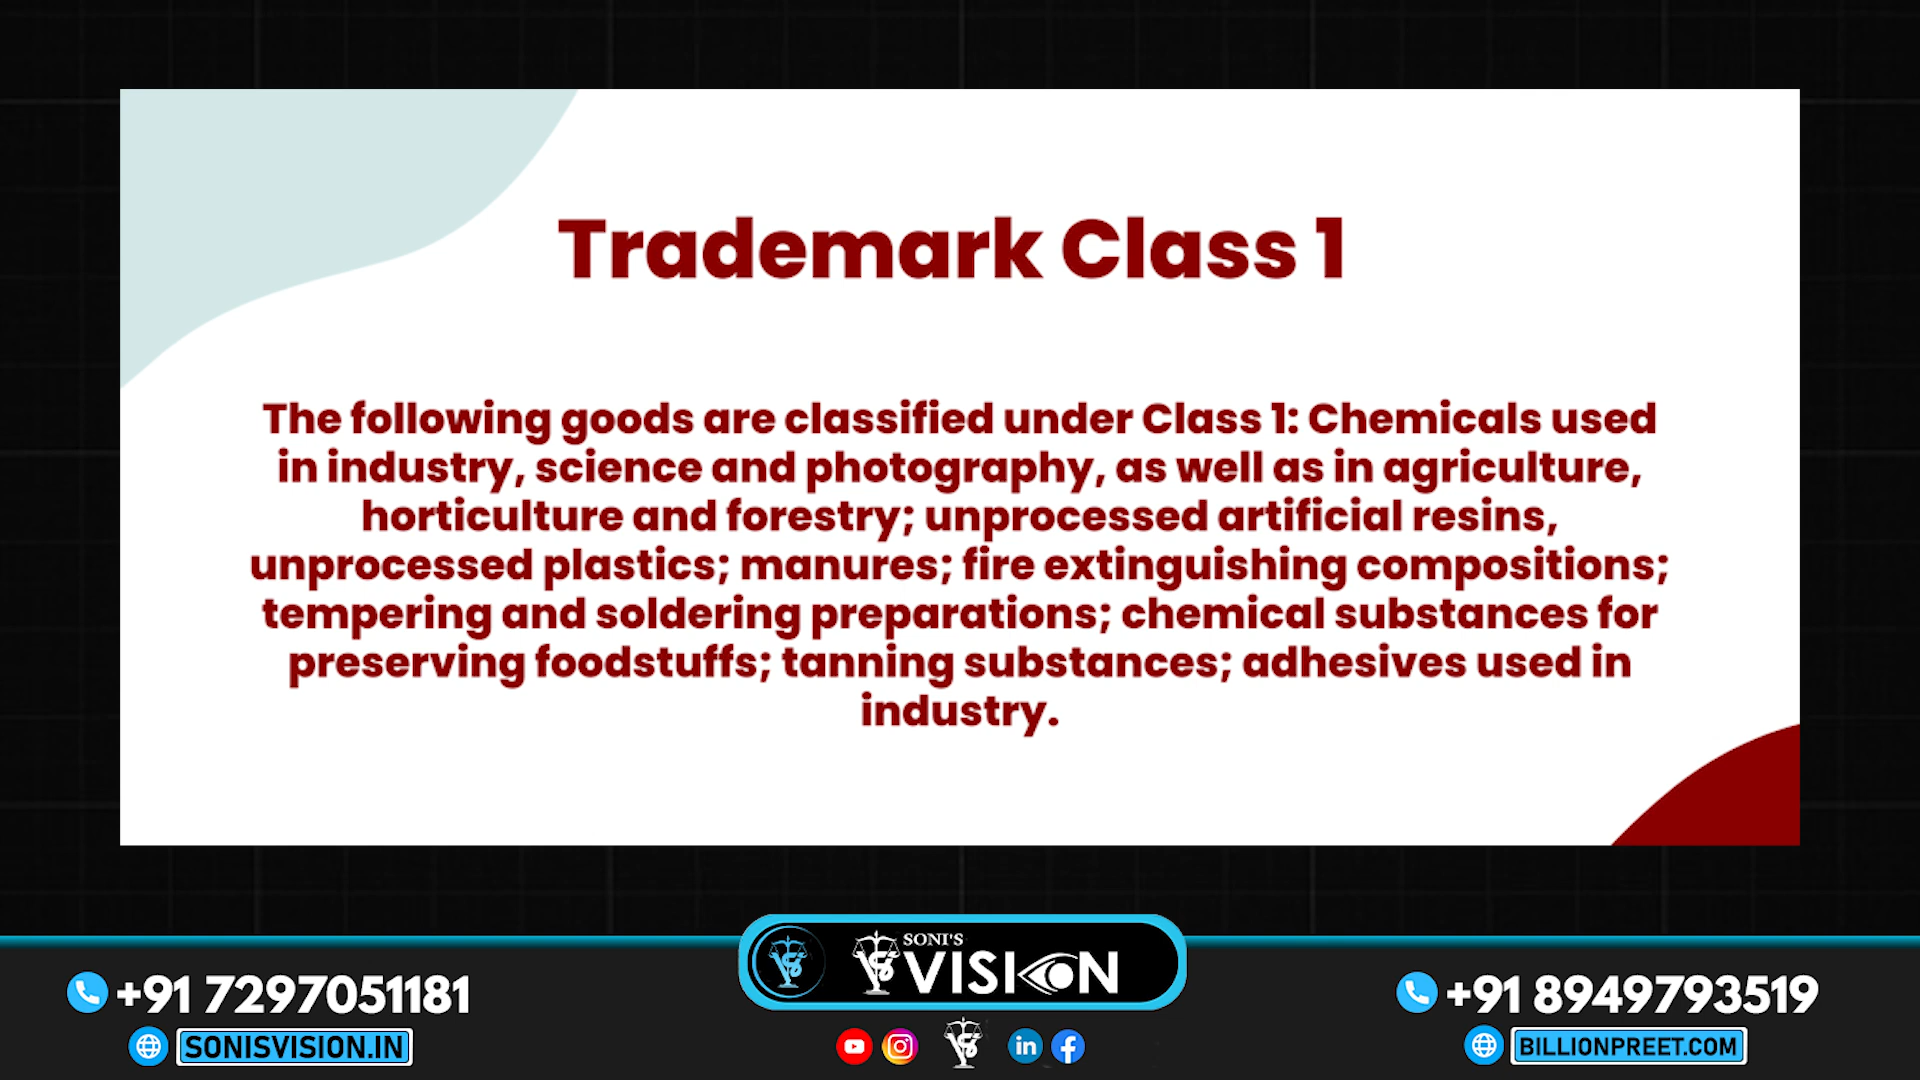 Trademark Class 1
The following goods are classified under Class 1: Chemicals used
in industry, science and photography, as well as in agriculture,
horticulture and forestry; unprocessed artificial resins,
unprocessed plastics; manures; fire extinguishing compositions;
tempering and soldering preparations; chemical substances for
preserving foodstuffs; tanning substances; adhesives used in
industry.
SONI'S
VISION
+91 7297051181
SONISVISION.IN
in
+91 8949793519
BILLIONPREET.COM